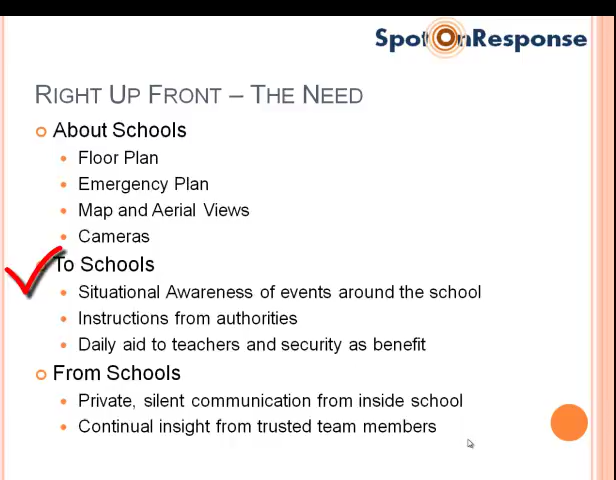 SpotOnResponse
RIGHT UP FRONT – THE NEED
About Schools
Floor Plan
Emergency Plan
Map and Aerial Views
Cameras
To Schools
Situational Awareness of events around the school
Instructions from authorities
Daily aid to teachers and security as benefit
From Schools
Private, silent communication from inside school
Continual insight from trusted team members